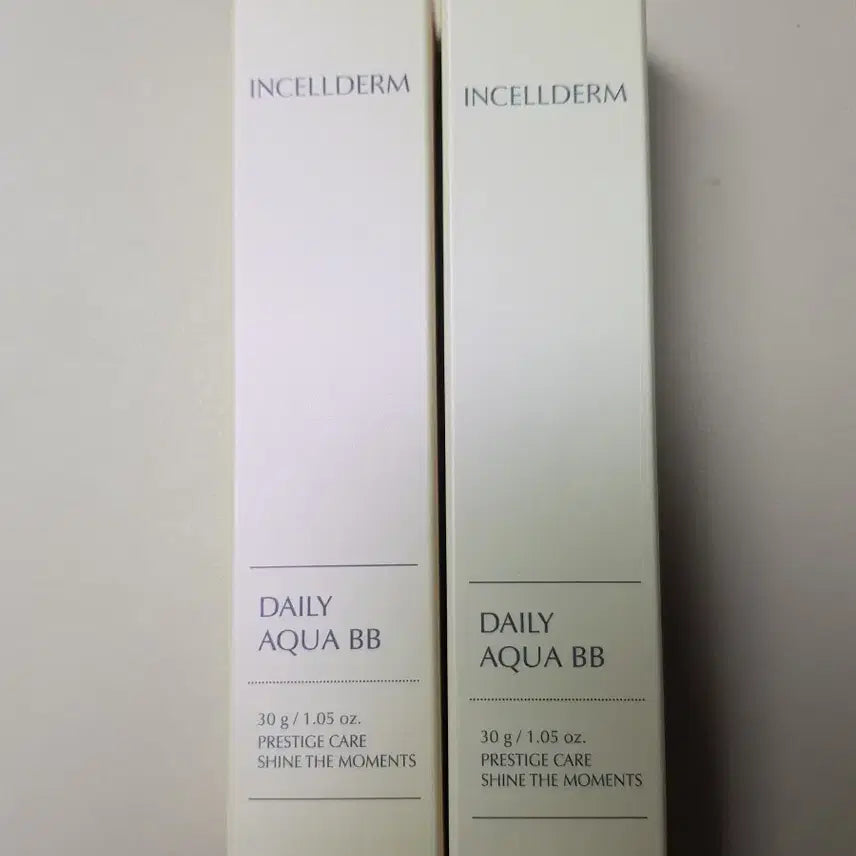 INCELLDERM
DAILY
AQUA BB
30 g / 1.05 oz.
PRESTIGE CARE
SHINE THE MOMENTS
INCELLDERM
DAILY
AQUA BB
30 g / 1.05 oz.
PRESTIGE CARE
SHINE THE MOMENTS